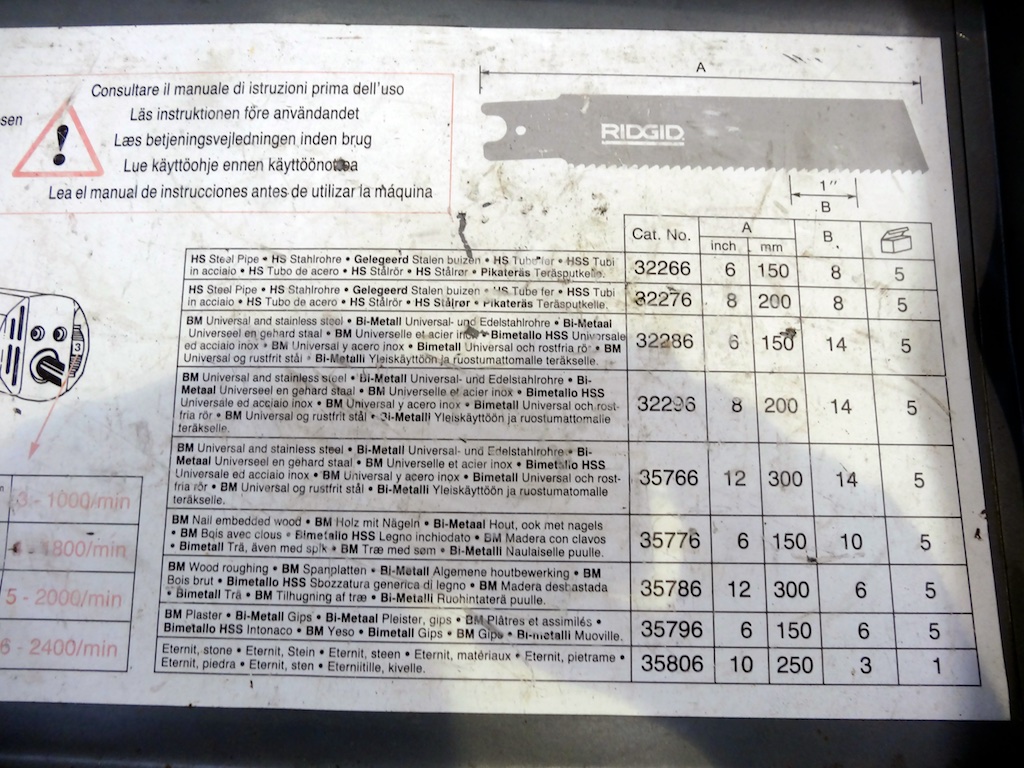 sen
Consultare il manuale di istruzioni prima dell'uso
Läs instruktionen före användandet
Læs betjeningsvejledningen inden brug
Lue käyttöohje ennen käyttöönottoa
Lea el manual de instrucciones antes de utilizar la máquina
A
RIDGID
1"
B
Cat. No. A B
inch mm
HS Steel Pipe • HS Stahlrohre • Gelegeerd Stalen buizen • HS Tube fer • HSS Tubi 32266 6 150 8 5
in acciaio • HS Tubo de acero • HS Stålrör • HS Stålrør • Pikateräs Teräsputkelle.
HS Steel Pipe • HS Stahlrohre • Gelegeerd Stalen buizen • HS Tube fer • HSS Tubi 32276 8 200 8 5
in acciaio • HS Tubo de acero • HS Stålrör • HS Stålrør • Pikateräs Teräsputkelle.
BM Universal and stainless steel • Bi-Metall Universal- und Edelstahlrohre • Bi-Metaal
Universeel en gehard staal • BM Universelle et acier inox • Bimetallo HSS Universale 32286 6 150 14 5
ed acciaio inox • BM Universal y acero inox • Bimetall Universal och rostfria rör • BM
Universal og rustfrit stål • Bi-Metalli Yleiskäyttöön ja ruostumattomalle teräkselle.
BM Universal and stainless steel • Bi-Metall Universal- und Edelstahlrohre • Bi-
Metaal Universeel en gehard staal • BM Universelle et acier inox • Bimetallo HSS
Universale ed acciaio inox • BM Universal y acero inox • Bimetall Universal och rost- 32296 8 200 14 5
fria rör • BM Universal og rustfrit stål • Bi-Metalli Yleiskäyttöön ja ruostumattomalle
teräkselle.
BM Universal and stainless steel • Bi-Metall Universal- und Edelstahlrohre • Bi-
Metaal Universeel en gehard staal • BM Universelle et acier inox • Bimetallo HSS
Universale ed acciaio inox • BM Universal y acero inox • Bimetall Universal och rost- 35766 12 300 14 5
fria rör • BM Universal og rustfrit stål • Bi-Metalli Yleiskäyttöön ja ruostumattomalle
teräkselle.
BM Nail embedded wood • BM Holz mit Nägeln • Bi-Metaal Hout, ook met nagels
• BM Bois avec clous • Bimetallo HSS Legno inchiodato • BM Madera con clavos 35776 6 150 10 5
• Bimetall Trä, även med spik • BM Træ med søm • Bi-Metalli Naulaiselle puulle.
BM Wood roughing • BM Spanplatten • Bi-Metaal Algemene houtbewerking • BM
Bois brut • Bimetallo HSS Sbozzatura generica di legno • BM Madera desbastada 35786 12 300 6 5
• Bimetall Trä • BM Tilhugning af træ • Bi-Metalli Ruohintaterä puulle.
BM Plaster • Bi-Metall Gips • Bi-Metaal Pleister, gips • BM Plâtres et assimilés • 35796 6 150 6 5
Bimetallo HSS Intonaco • BM Yeso • Bimetall Gips • BM Gips • Bi-Metalli Muoville.
Eternit, stone • Eternit, Stein • Eternit, steen • Eternit, matériaux • Eternit, pietrame • 35806 10 250 3 1
Eternit, piedra • Eternit, sten • Eterniitille, kivelle.
3
3 - 1000/min
4 - 1800/min
5 - 2000/min
6 - 2400/min